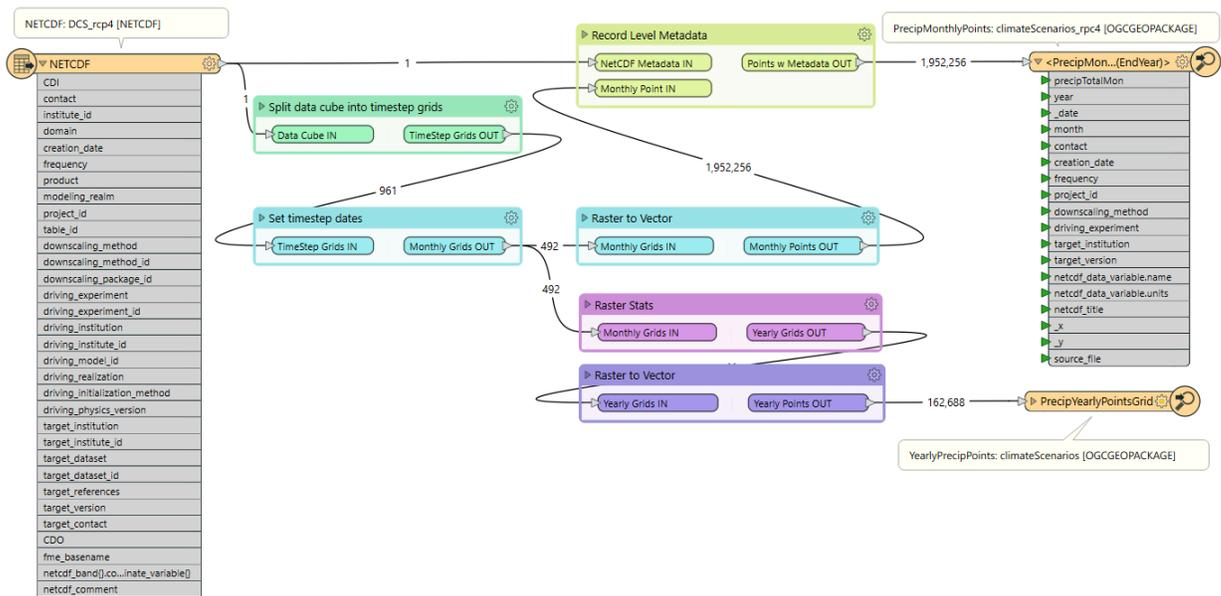 NETCDF: DCS_rcp4 [NETCDF]
NETCDF
CDI
contact
institute_id
domain
creation_date
frequency
product
modeling_realm
project_id
table_id
downscaling_method
downscaling_method_id
downscaling_package_id
driving_experiment
driving_experiment_id
driving_institution
driving_institute_id
driving_model_id
driving_realization
driving_initialization_method
driving_physics_version
target_institution
target_institute_id
target_dataset
target_dataset_id
target_references
target_version
target_contact
CDO
fme_basename
netcdf_band{}.co...inate_variable{}
netcdf_comment
1
1
Split data cube into timestep grids
Data Cube IN
TimeStep Grids OUT
961
Set timestep dates
TimeStep Grids IN
Monthly Grids OUT
492
492
Record Level Metadata
NetCDF Metadata IN
Points w Metadata OUT
Monthly Point IN
1,952,256
1,952,256
Raster to Vector
Monthly Grids IN
Monthly Points OUT
Raster Stats
Monthly Grids IN
Yearly Grids OUT
Raster to Vector
Yearly Grids IN
Yearly Points OUT
162,688
PrecipMonthlyPoints: climateScenarios_rpc4 [OGCGEOPACKAGE]
<PrecipMon...(EndYear)>
precipTotalMon
year
_date
month
contact
creation_date
frequency
project_id
downscaling_method
driving_experiment
target_institution
target_version
netcdf_data_variable.name
netcdf_data_variable.units
netcdf_title
_x
_y
source_file
PrecipYearlyPointsGrid
YearlyPrecipPoints: climateScenarios [OGCGEOPACKAGE]